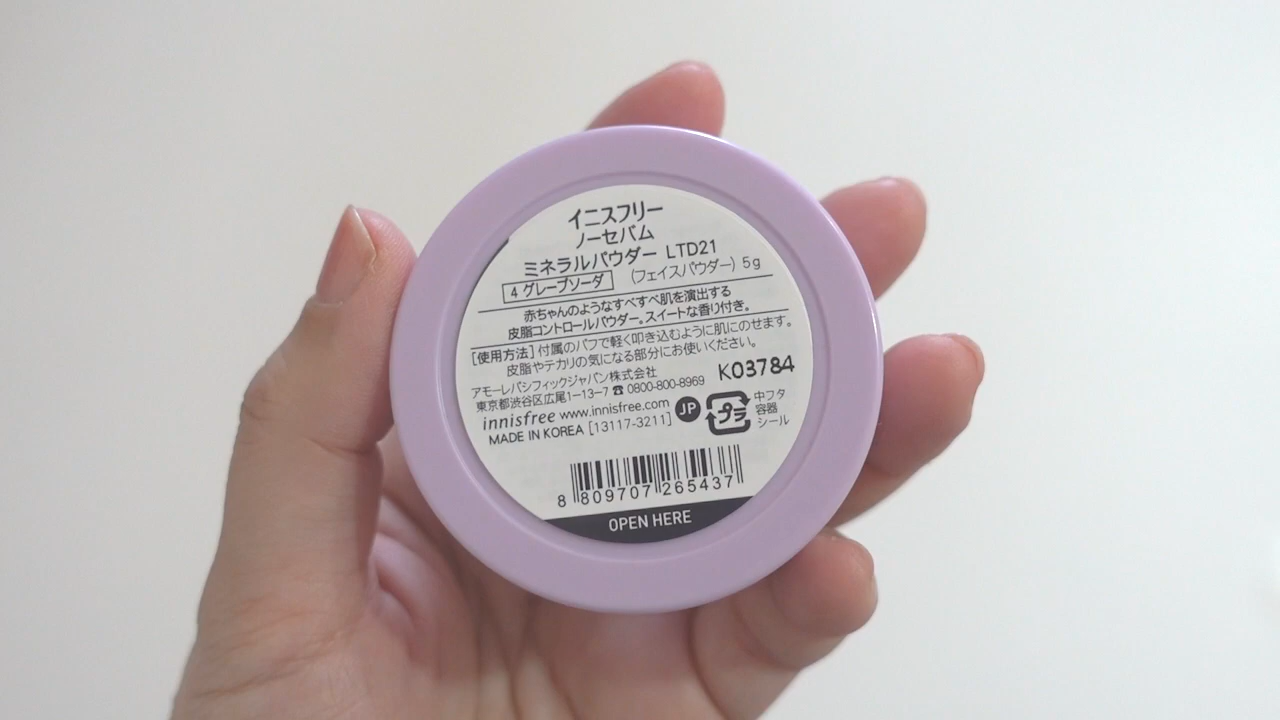 イニスフリー
ノーセバム
ミネラルパウダー LTD21
4 グレープソーダ (フェイスパウダー) 5g
赤ちゃんのようなすべすべ肌を演出する
皮脂コントロールパウダー。スイートな香り付き。
[使用方法] 付属のパフで軽く叩き込むように肌にのせます。
皮脂やテカリの気になる部分にお使いください。
アモーレパシフィックジャパン株式会社
東京都渋谷区広尾1-13-7 ☎ 0800-800-8969
K03784
innisfree www.innisfree.com
JP
プラ
中フタ
容器
シール
MADE IN KOREA [13117-3211]
8 809707 265437
OPEN HERE